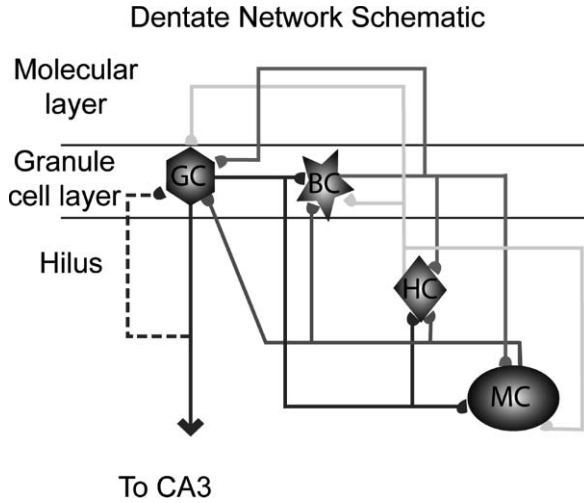 Dentate Network Schematic
Molecular
layer
Granule
cell layer
GC
BC
Hilus
HC
MC
To CA3